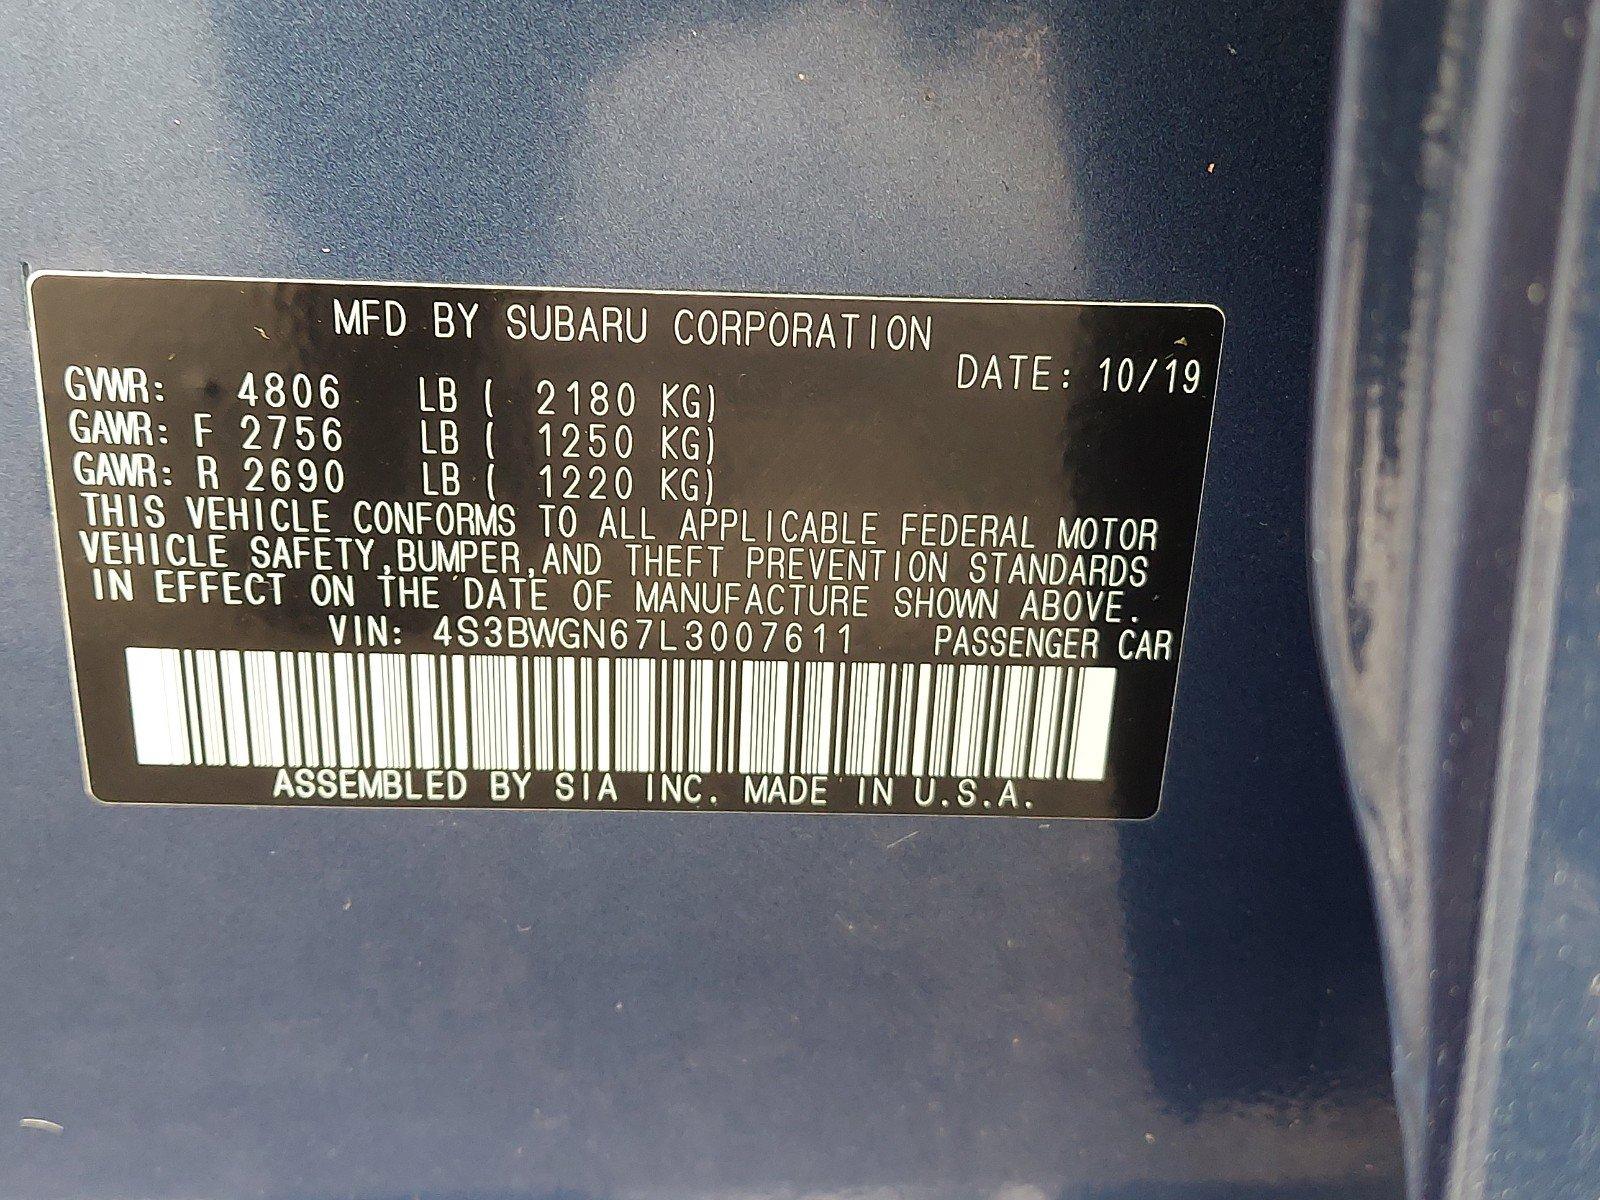 MFD BY SUBARU CORPORATION
DATE: 10/19
GVWR: 4806 LB ( 2180 KG)
GAWR: F 2756 LB ( 1250 KG)
GAWR: R 2690 LB ( 1220 KG)
THIS VEHICLE CONFORMS TO ALL APPLICABLE FEDERAL MOTOR
VEHICLE SAFETY,BUMPER,AND THEFT PREVENTION STANDARDS
IN EFFECT ON THE DATE OF MANUFACTURE SHOWN ABOVE.
VIN: 4S3BWGN67L3007611 PASSENGER CAR
ASSEMBLED BY SIA INC. MADE IN U.S.A.